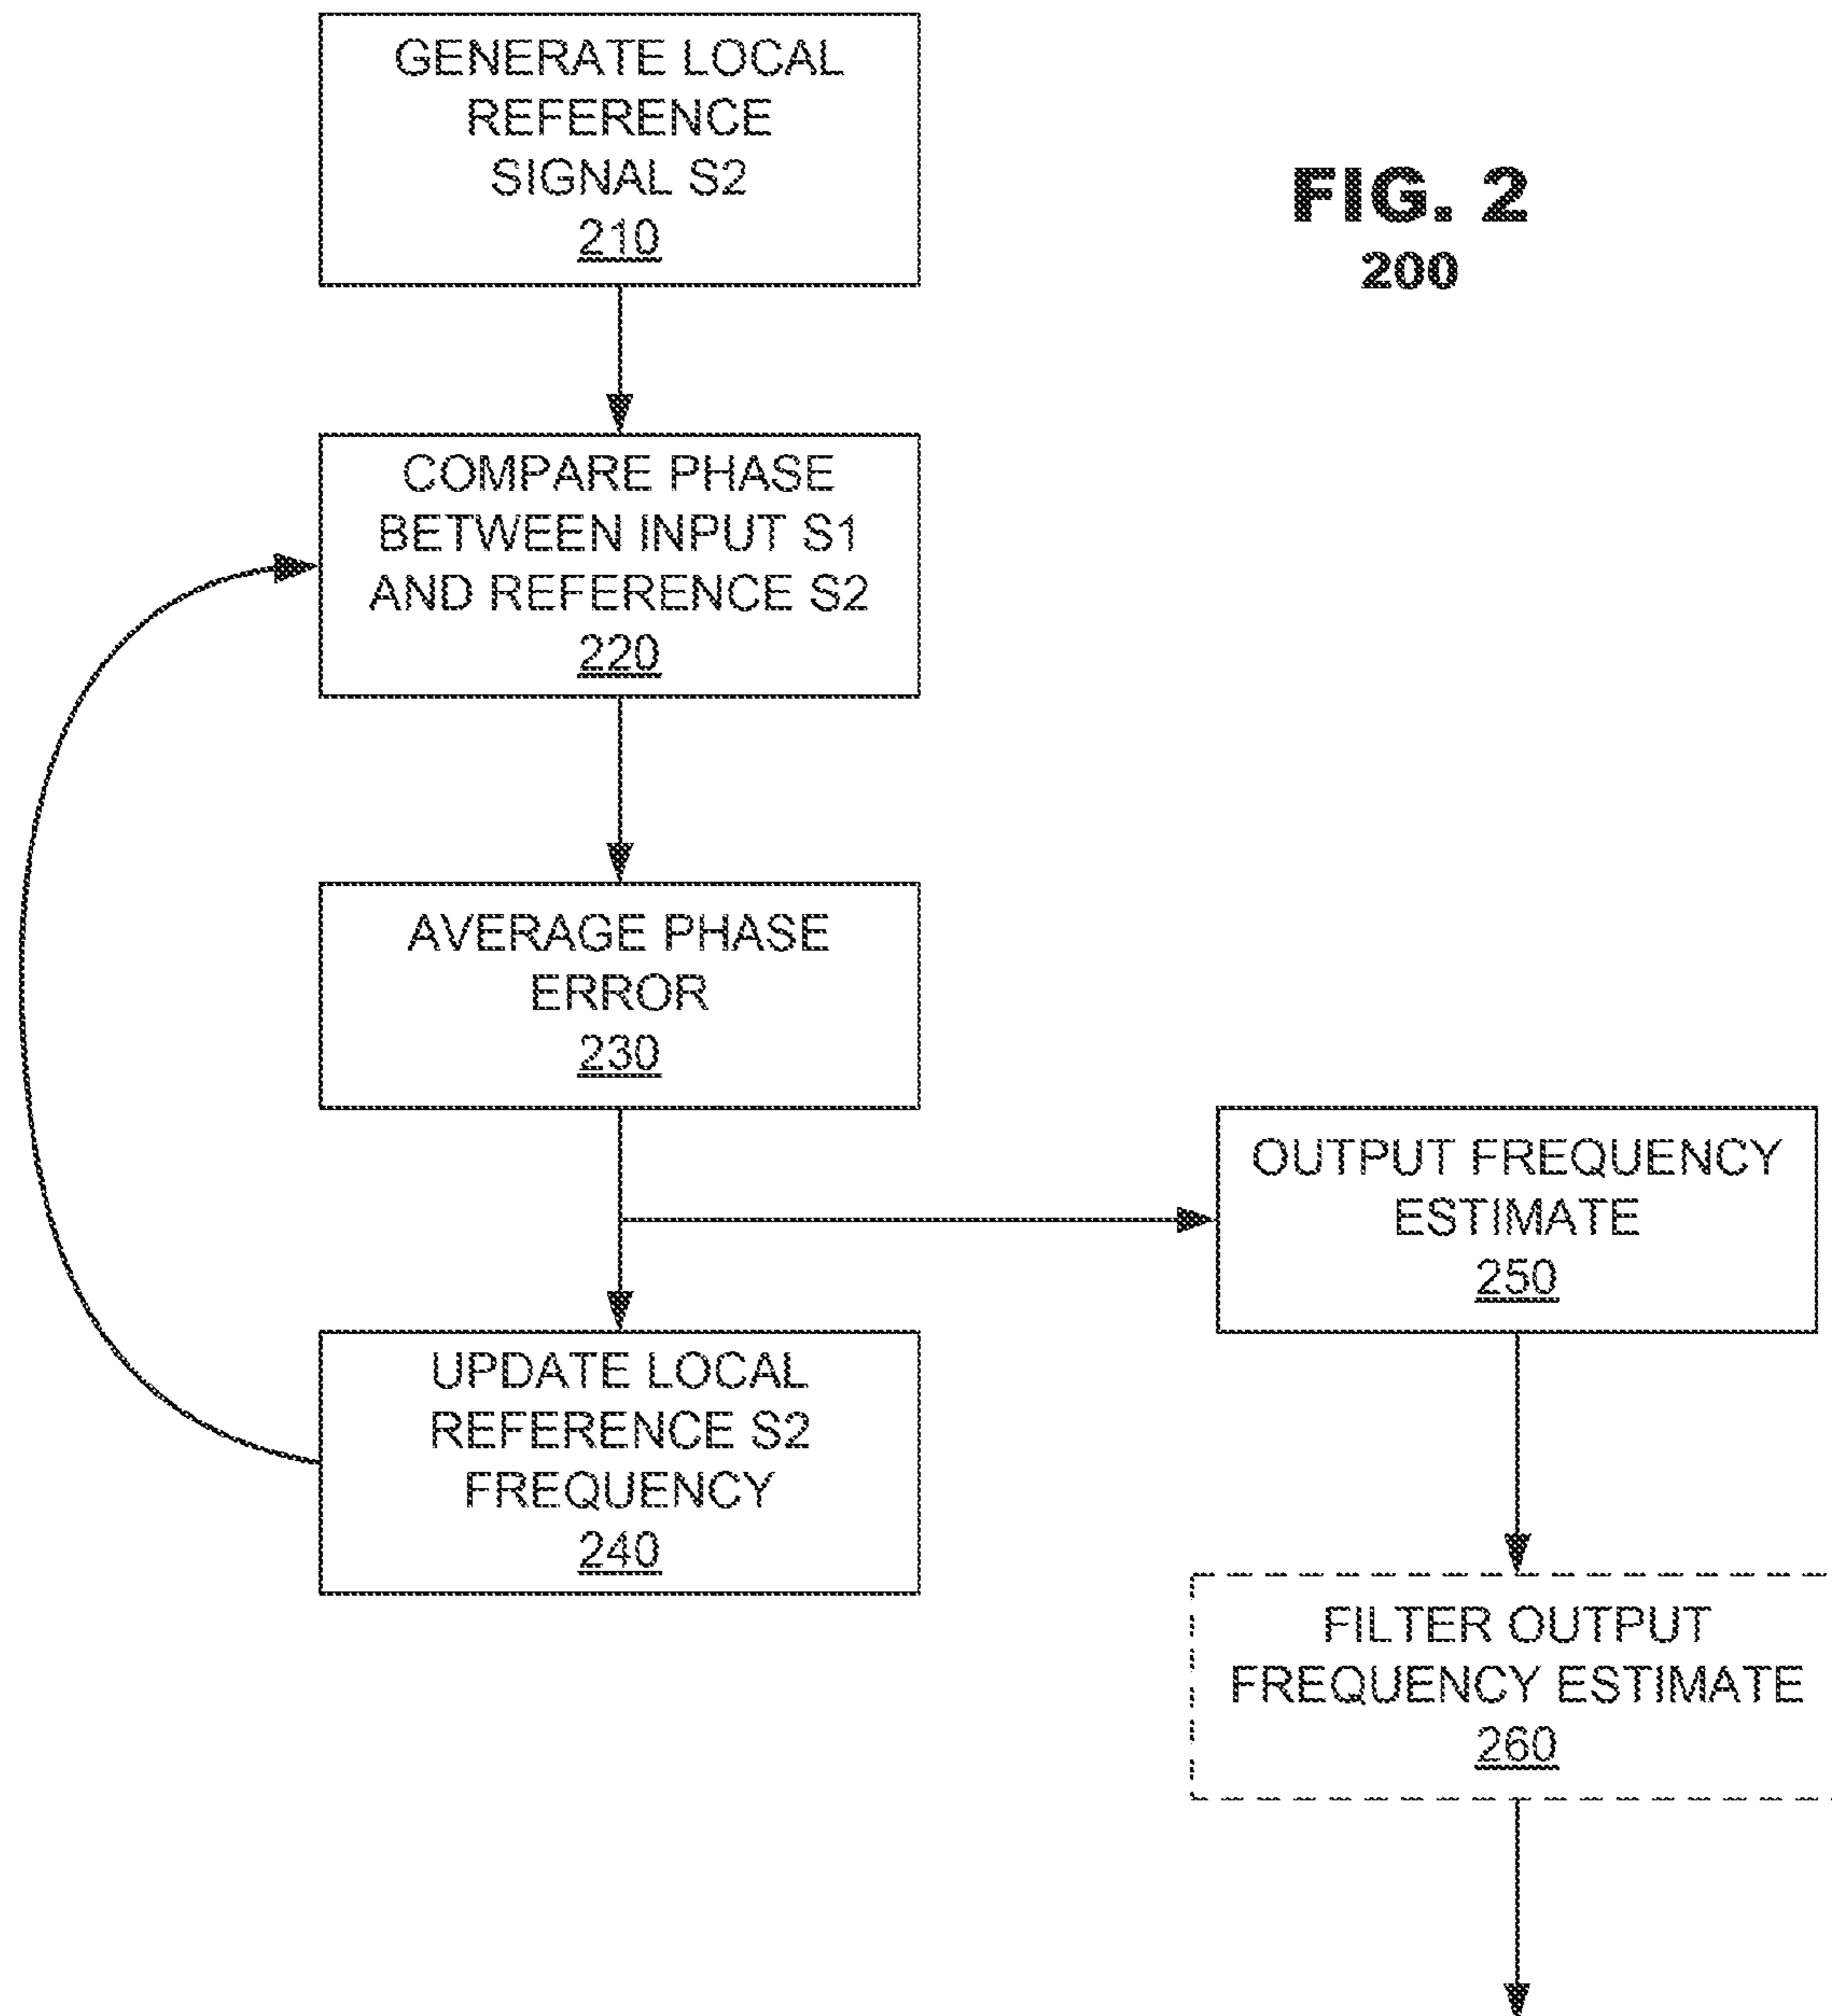 GENERATE LOCAL
REFERENCE
SIGNAL S2
210
FIG. 2
200
COMPARE PHASE
BETWEEN INPUT S1
AND REFERENCE S2
220
AVERAGE PHASE
ERROR
230
OUTPUT FREQUENCY
ESTIMATE
250
UPDATE LOCAL
REFERENCE S2
FREQUENCY
240
FILTER OUTPUT
FREQUENCY ESTIMATE
260